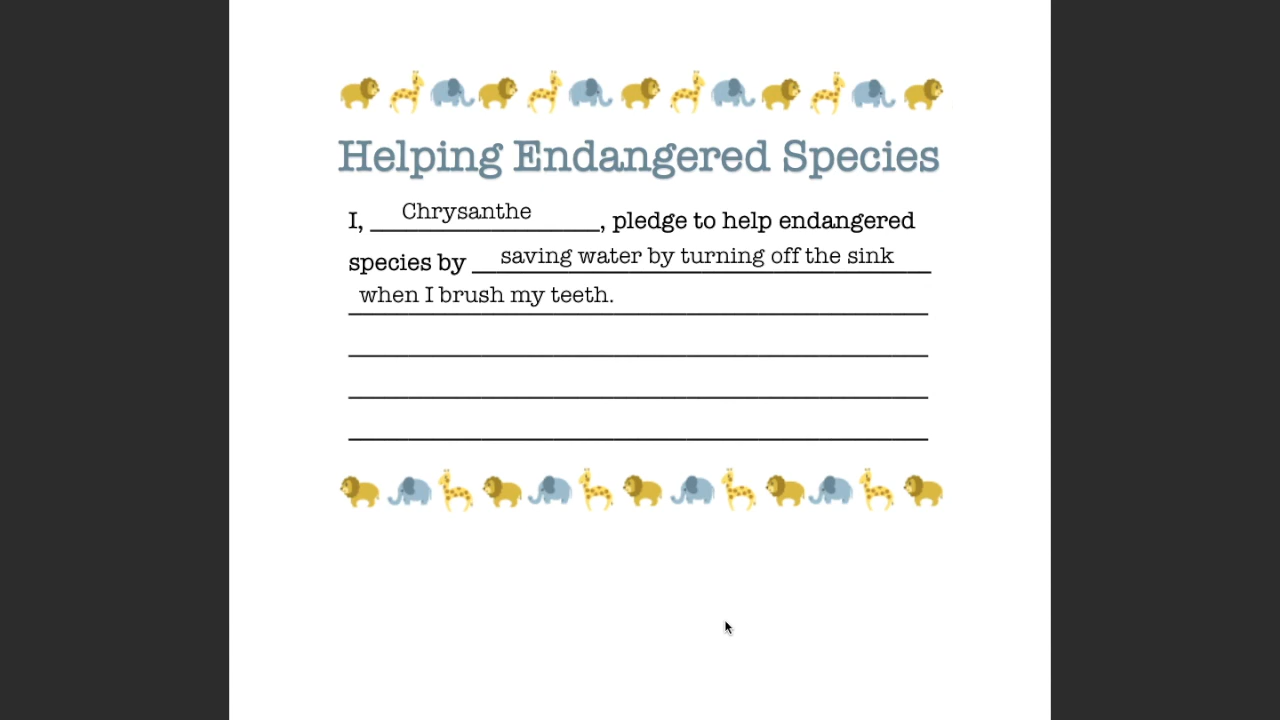 Helping Endangered Species
I, Chrysanthe, pledge to help endangered
species by saving water by turning off the sink
when I brush my teeth.